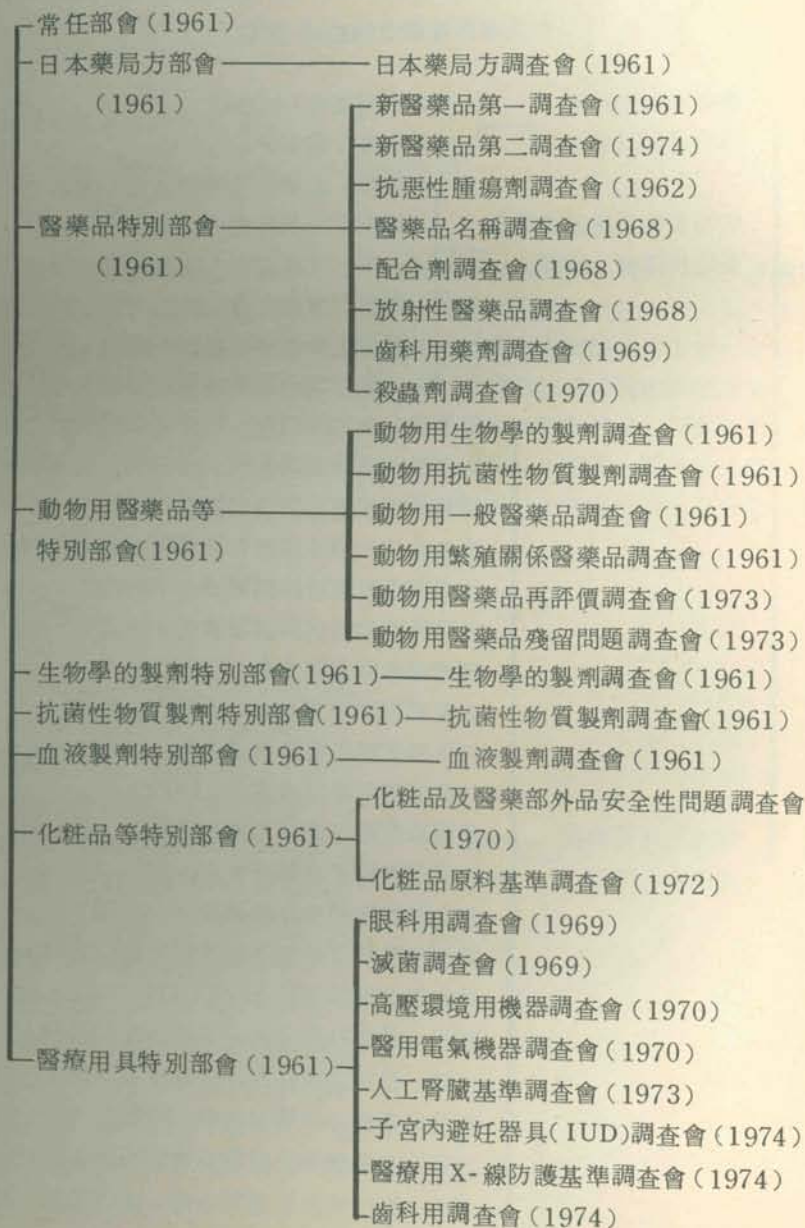 常任部會(1961)
日本藥局方部會 日本藥局方調查會(1961)
(1961) 新醫藥品第一調查會(1961)
新醫藥品第二調查會(1974)
抗惡性腫瘍劑調查會(1962)
醫藥品特別部會 醫藥品名稱調查會(1968)
(1961) 配合劑調查會(1968)
放射性醫藥品調查會(1968)
齒科用藥劑調查會(1969)
殺蟲劑調查會(1970)
動物用生物學的製劑調查會(1961)
動物用抗菌性物質製劑調查會(1961)
動物用醫藥品等 動物用一般醫藥品調查會(1961)
特別部會(1961) 動物用繁殖關係醫藥品調查會(1961)
動物用醫藥品再評價調查會(1973)
動物用醫藥品殘留問題調查會(1973)
生物學的製劑特別部會(1961) 生物學的製劑調查會(1961)
抗菌性物質製劑特別部會(1961) 抗菌性物質製劑調查會(1961)
血液製劑特別部會(1961) 血液製劑調查會(1961)
化粧品及醫藥部外品安全性問題調查會
化粧品等特別部會(1961) (1970)
化粧品原料基準調查會(1972)
眼科用調查會(1969)
滅菌調查會(1969)
高壓環境用機器調查會(1970)
醫療用具特別部會(1961) 醫用電氣機器調查會(1970)
人工腎臟基準調查會(1973)
子宮內避妊器具(IUD)調查會(1974)
醫療用X-線防護基準調查會(1974)
齒科用調查會(1974)